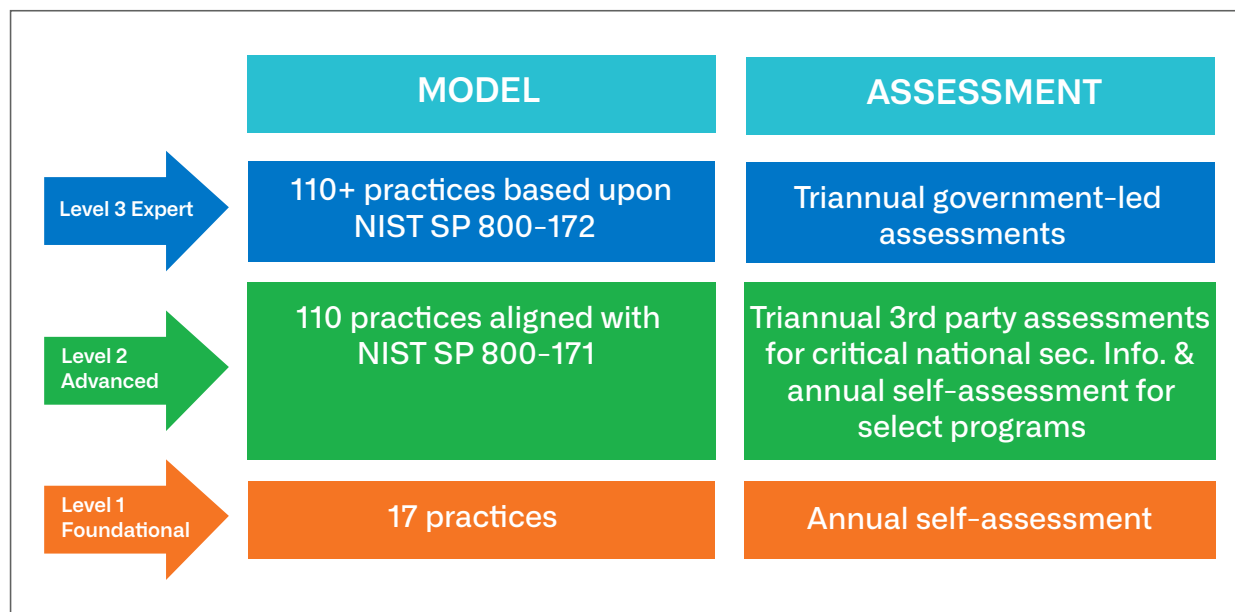 MODEL
ASSESSMENT
Level 3 Expert
110+ practices based upon
NIST SP 800-172
Triannual government-led
assessments
Level 2
Advanced
110 practices aligned with
NIST SP 800-171
Triannual 3rd party assessments
for critical national sec. Info. &
annual self-assessment for
select programs
Level 1
Foundational
17 practices
Annual self-assessment